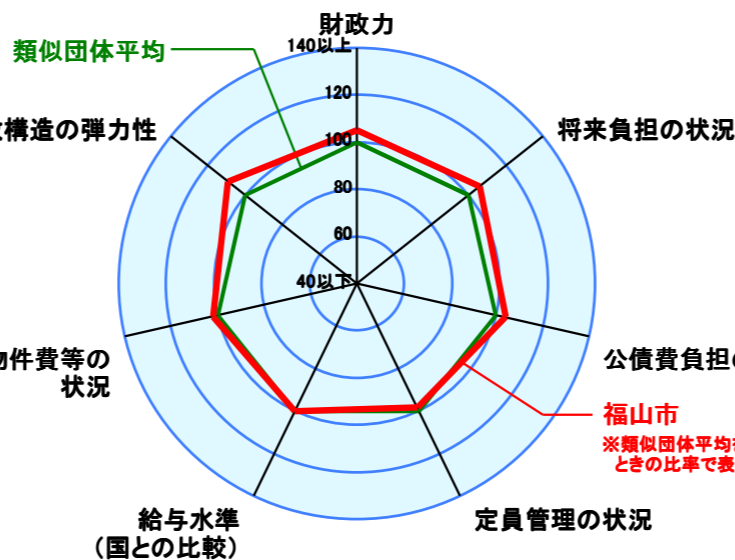 財政力
140以上
類似団体平均
120
構造の弾力性
将来負担の状況
100
80
60
40以下
物件費等の
状況
公債費負担の
福山市
※類似団体平均を
ときの比率で表
給与水準
(国との比較)
定員管理の状況